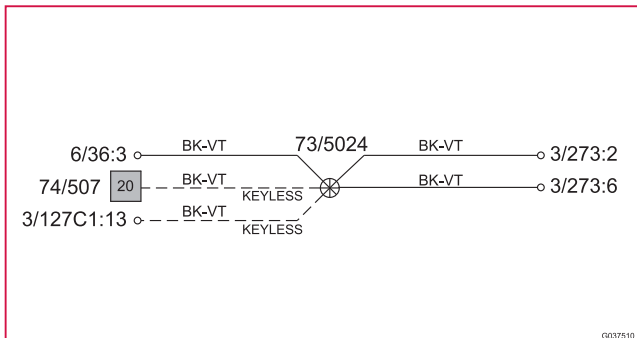 BK-VT 73/5024 BK-VT
6/36:3 3/273:2
74/507 20 BK-VT KEYLESS BK-VT 3/273:6
3/127C1:13 BK-VT KEYLESS
G037510